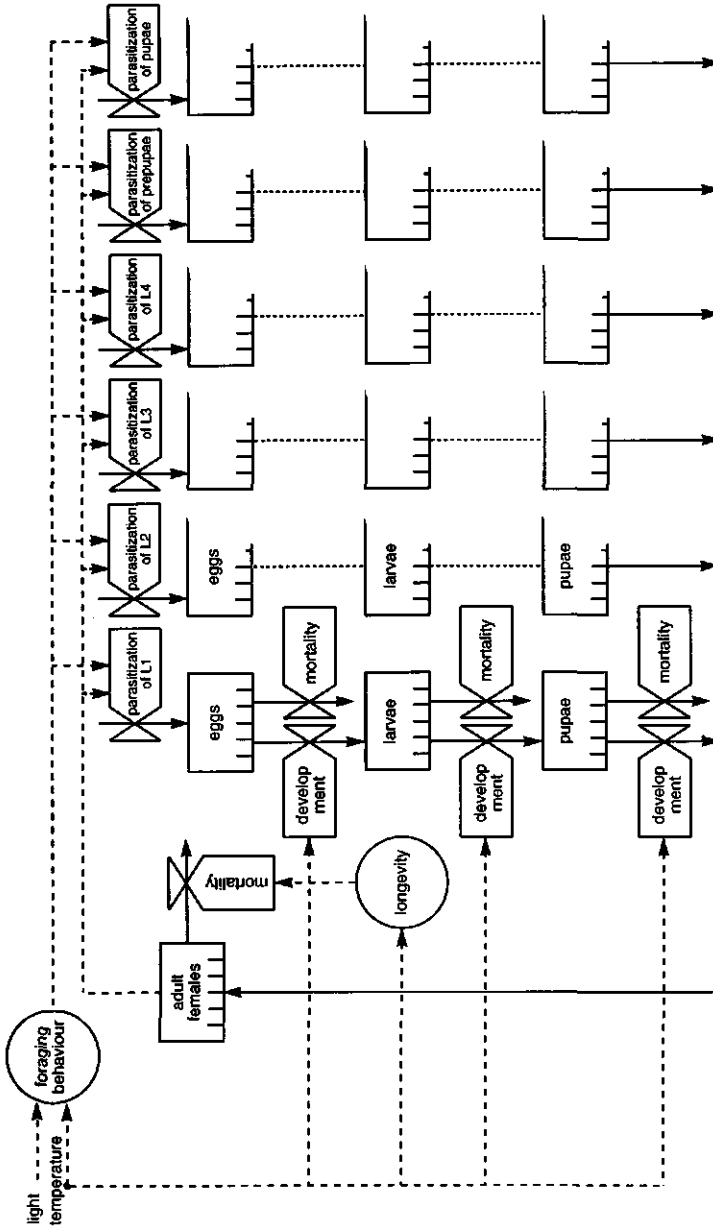 light
temperature
foraging
behaviour
adult
females
mortality
longevity
parasitization
of L1
parasitization
of L2
parasitization
of L3
parasitization
of L4
parasitization
of prepupae
parasitization
of pupae
eggs
eggs
develop
ment
mortality
larvae
larvae
develop
ment
mortality
pupae
pupae
develop
ment
mortality